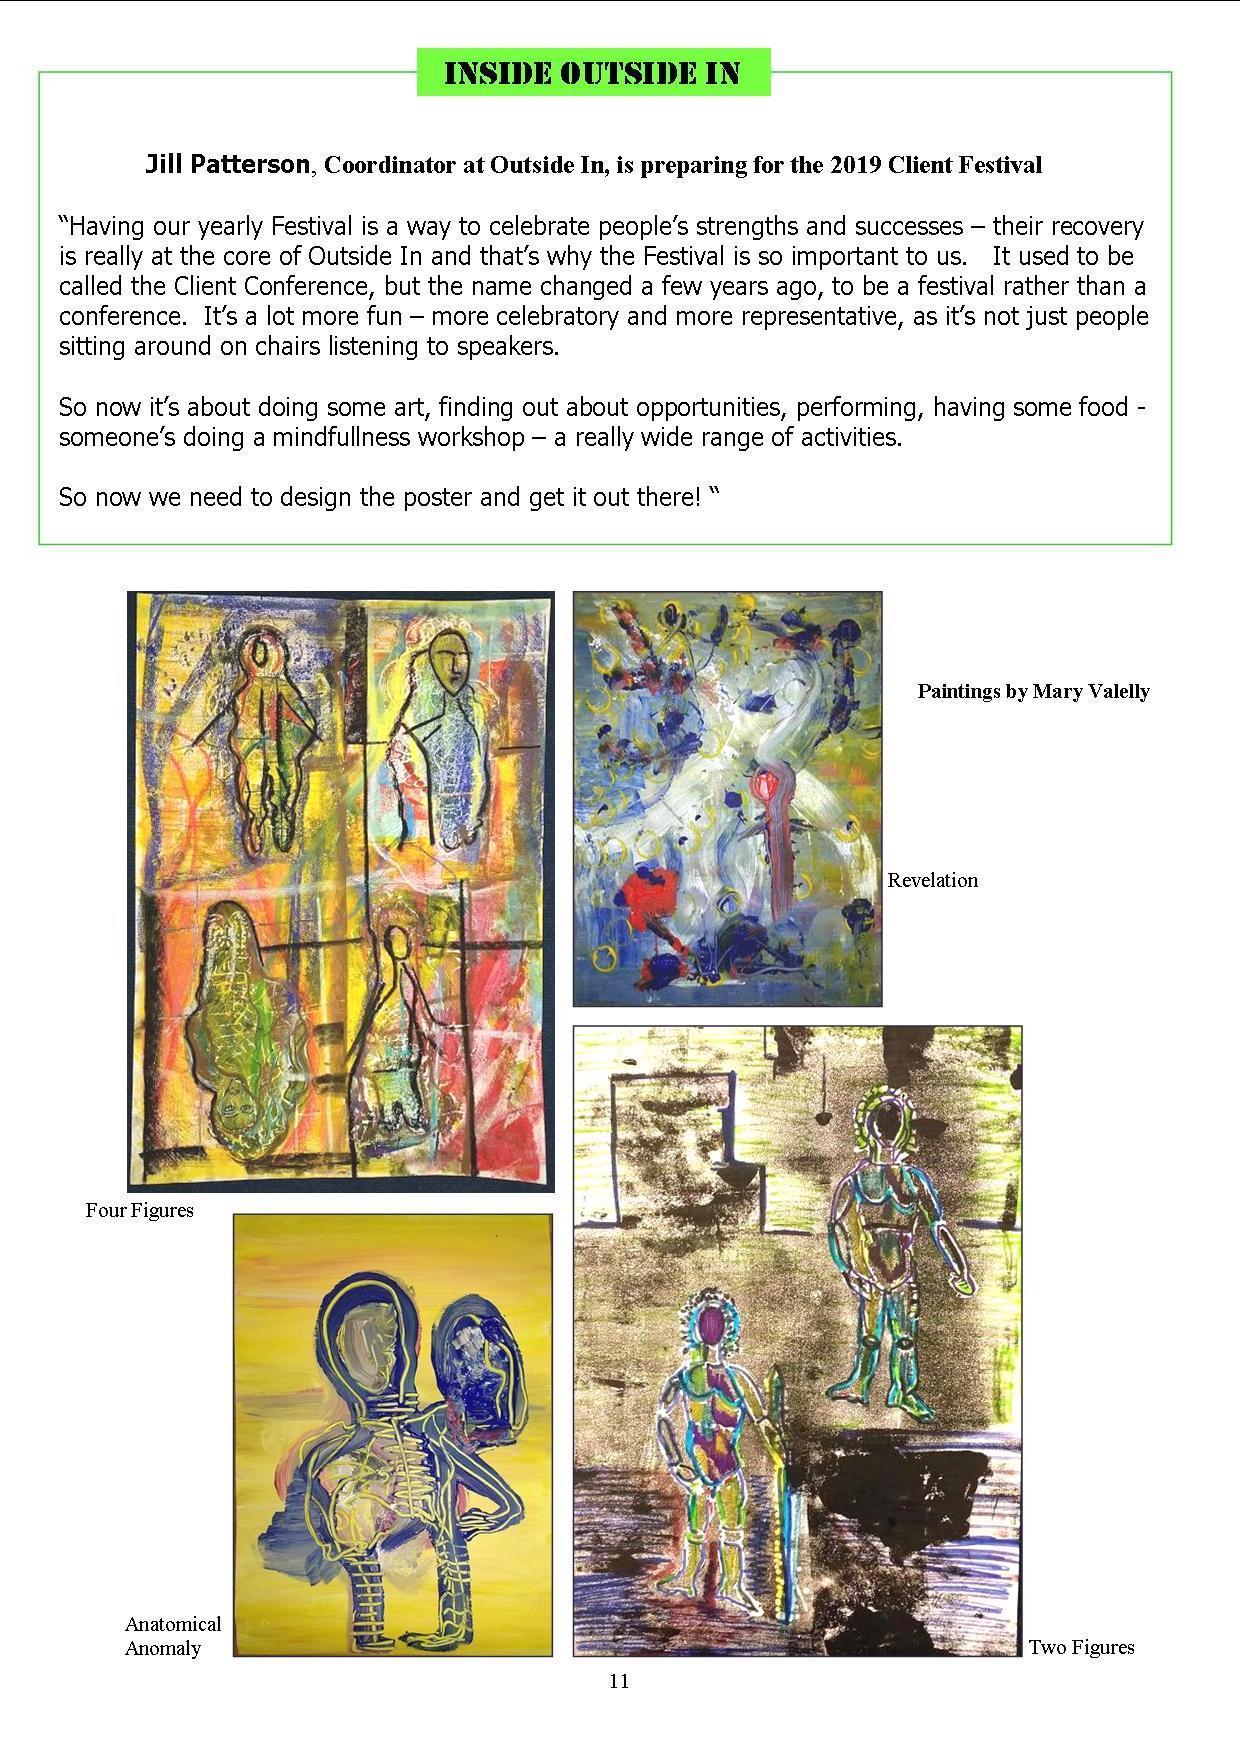 INSIDE OUTSIDE IN
Jill Patterson, Coordinator at Outside In, is preparing for the 2019 Client Festival
“Having our yearly Festival is a way to celebrate people’s strengths and successes – their recovery
is really at the core of Outside In and that’s why the Festival is so important to us.   It used to be
called the Client Conference, but the name changed a few years ago, to be a festival rather than a
conference.  It’s a lot more fun – more celebratory and more representative, as it’s not just people
sitting around on chairs listening to speakers.
So now it’s about doing some art, finding out about opportunities, performing, having some food -
someone’s doing a mindfullness workshop – a really wide range of activities.
So now we need to design the poster and get it out there! “
Paintings by Mary Valelly
Revelation
Four Figures
Anatomical
Anomaly
Two Figures
11